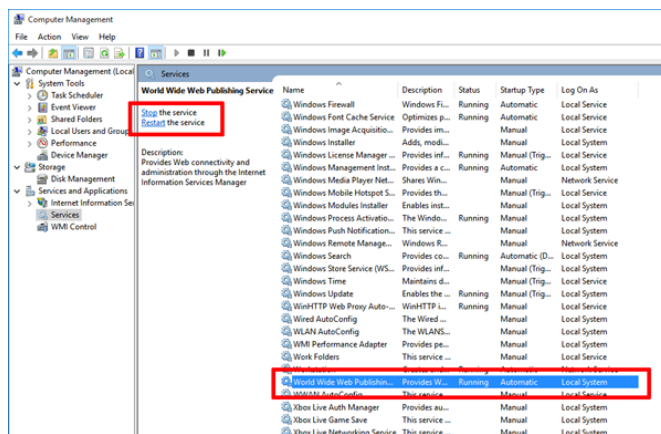 Computer Management
File Action View Help
Computer Management (Local
System Tools
Task Scheduler
Event Viewer
Shared Folders
Local Users and Group
Performance
Device Manager
Storage
Disk Management
Services and Applications
Internet Information Se
Services
WMI Control
Services
World Wide Web Publishing Service
Stop the service
Restart the service
Description:
Provides Web connectivity and
administration through the Internet
Information Services Manager
Name Description Status Startup Type Log On As
Windows Firewall Windows Fi... Running Automatic Local Service
Windows Font Cache Service Optimizes p... Running Automatic Local Service
Windows Image Acquisitio... Provides im... Manual Local Service
Windows Installer Adds, modi... Manual Local System
Windows License Manager ... Provides inf... Running Manual (Trig... Local Service
Windows Management Inst... Provides a c... Running Automatic Local System
Windows Media Player Net... Shares Win... Manual Network Service
Windows Mobile Hotspot S... Provides th... Manual (Trig... Local Service
Windows Modules Installer Enables inst... Manual Local System
Windows Process Activatio... The Windo... Running Manual Local System
Windows Push Notification... This service ... Manual Local System
Windows Remote Manage... Windows R... Manual Network Service
Windows Search Provides co... Running Automatic (D... Local System
Windows Store Service (WS... Provides inf... Manual (Trig... Local System
Windows Time Maintains d... Manual (Trig... Local Service
Windows Update Enables the ... Running Manual (Trig... Local System
WinHTTP Web Proxy Auto-... WinHTTP i... Running Manual Local Service
Wired AutoConfig The Wired ... Manual Local System
WLAN AutoConfig The WLANS... Manual Local System
WMI Performance Adapter Provides pe... Manual Local System
Work Folders This service ... Manual Local Service
World Wide Web Publishin... Provides W... Running Automatic Local System
WWAN AutoConfig This service ... Manual Local Service
Xbox Live Auth Manager Provides au... Manual Local System
Xbox Live Game Save This service ... Manual Local System
Xbox Live Networking Service This service ... Manual Local System